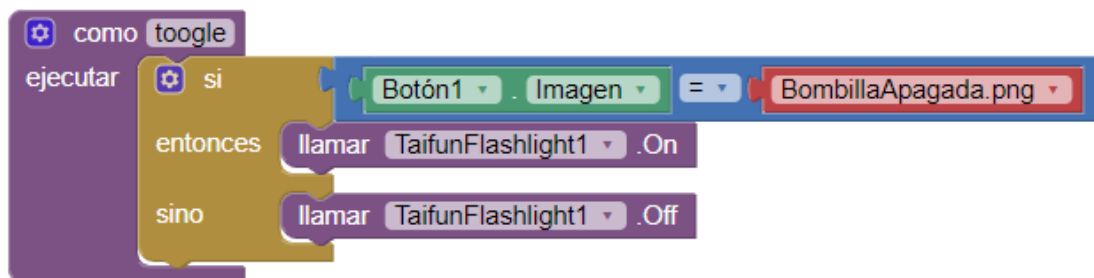 como toogle
ejecutar si Botón1 . Imagen = BombillaApagada.png
entonces llamar TaifunFlashlight1 .On
sino llamar TaifunFlashlight1 .Off